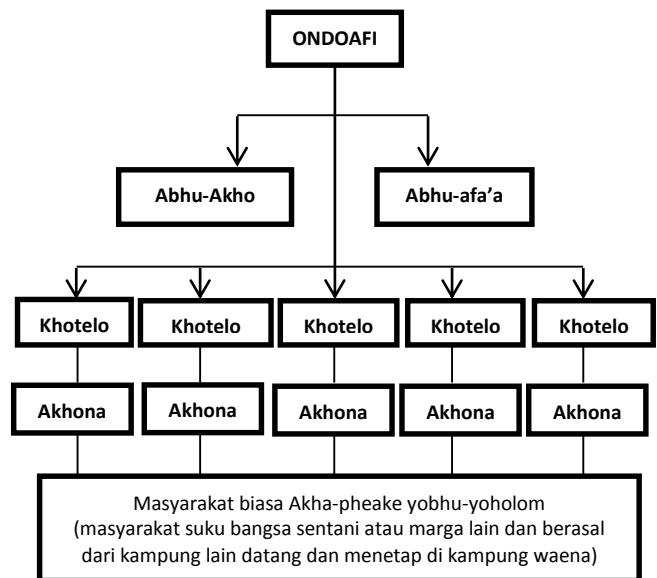 ONDOAFI
Abhu-Akho
Abhu-afa'a
Khotelo
Khotelo
Khotelo
Khotelo
Khotelo
Akhona
Akhona
Akhona
Akhona
Akhona
Masyarakat biasa Akha-pheake yobhu-yoholom
(masyarakat suku bangsa sentani atau marga lain dan berasal
dari kampung lain datang dan menetap di kampung waena)